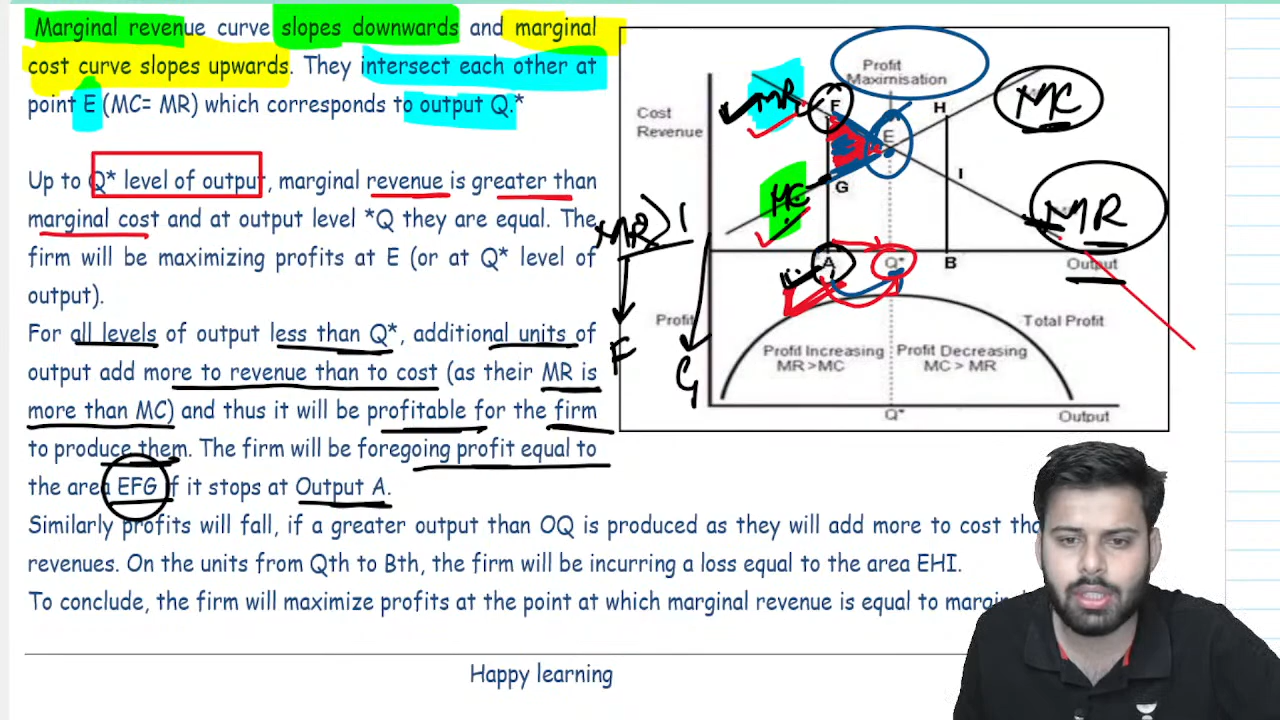 Marginal revenue curve slopes downwards and marginal
cost curve slopes upwards. They intersect each other at
point E (MC= MR) which corresponds to output Q.*
Up to Q* level of output, marginal revenue is greater than
marginal cost and at output level *Q they are equal. The
firm will be maximizing profits at E (or at Q* level of
output).
For all levels of output less than Q*, additional units of
output add more to revenue than to cost (as their MR is
more than MC) and thus it will be profitable for the firm
to produce them. The firm will be foregoing profit equal to
the area EFG if it stops at Output A.
Similarly profits will fall, if a greater output than OQ is produced as they will add more to cost
revenues. On the units from Qth to Bth, the firm will be incurring a loss equal to the area EHI.
To conclude, the firm will maximize profits at the point at which marginal revenue is equal to
Happy learning
Profit
Maximisation
Cost
Revenue
MR
F
H
MC
E
I
MC
G
MR
MR
A
Q*
B
Output
F
G
Profit
Total Profit
Profit Increasing
MR >MC
Profit Decreasing
MC > MR
Q*
Output